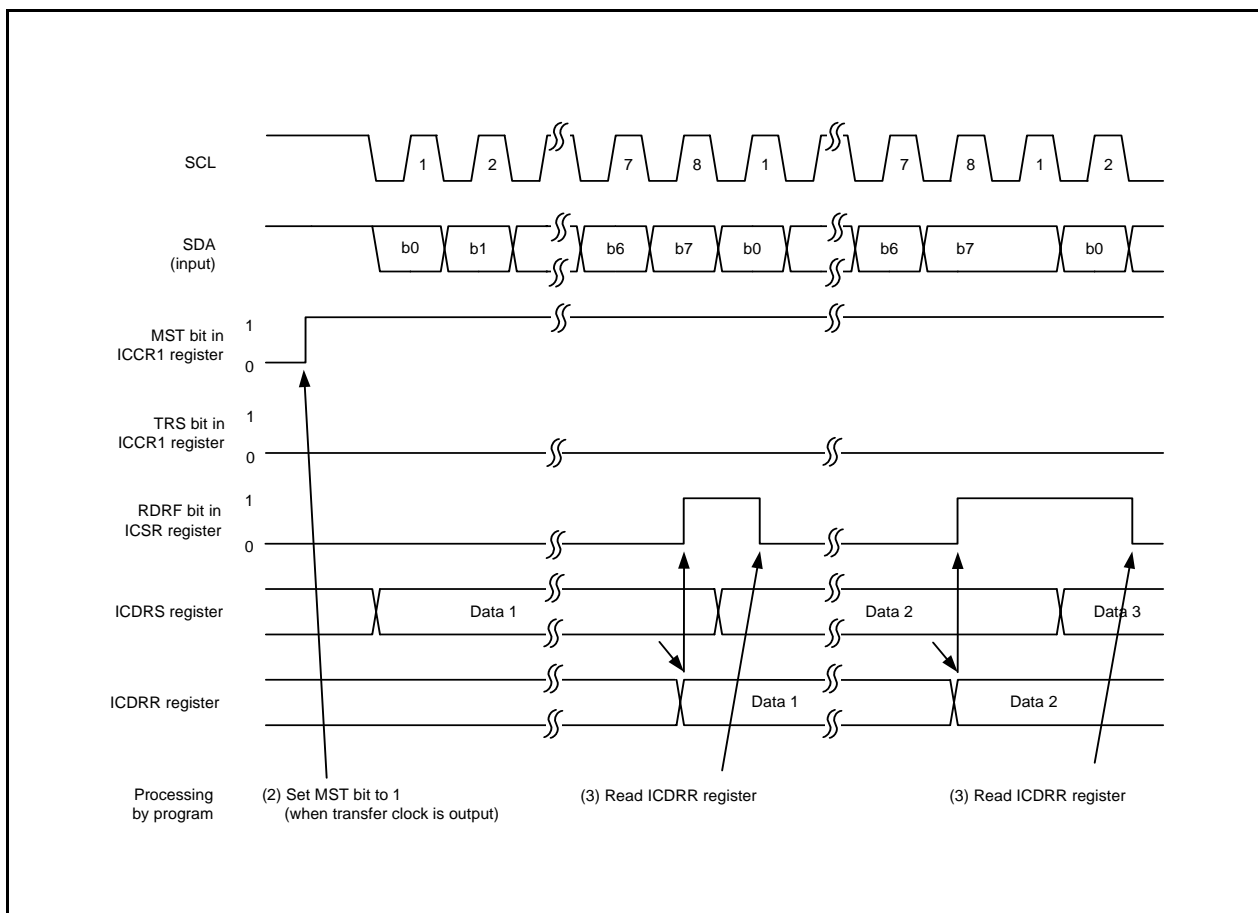 SCL
1 2 7 8 1 7 8 1 2
SDA
(input)
b0 b1 b6 b7 b0 b6 b7 b0
MST bit in
ICCR1 register
1
0
TRS bit in
ICCR1 register
1
0
RDRF bit in
ICSR register
1
0
ICDRS register
Data 1 Data 2 Data 3
ICDRR register
Data 1 Data 2
Processing
by program
(2) Set MST bit to 1
(when transfer clock is output)
(3) Read ICDRR register
(3) Read ICDRR register